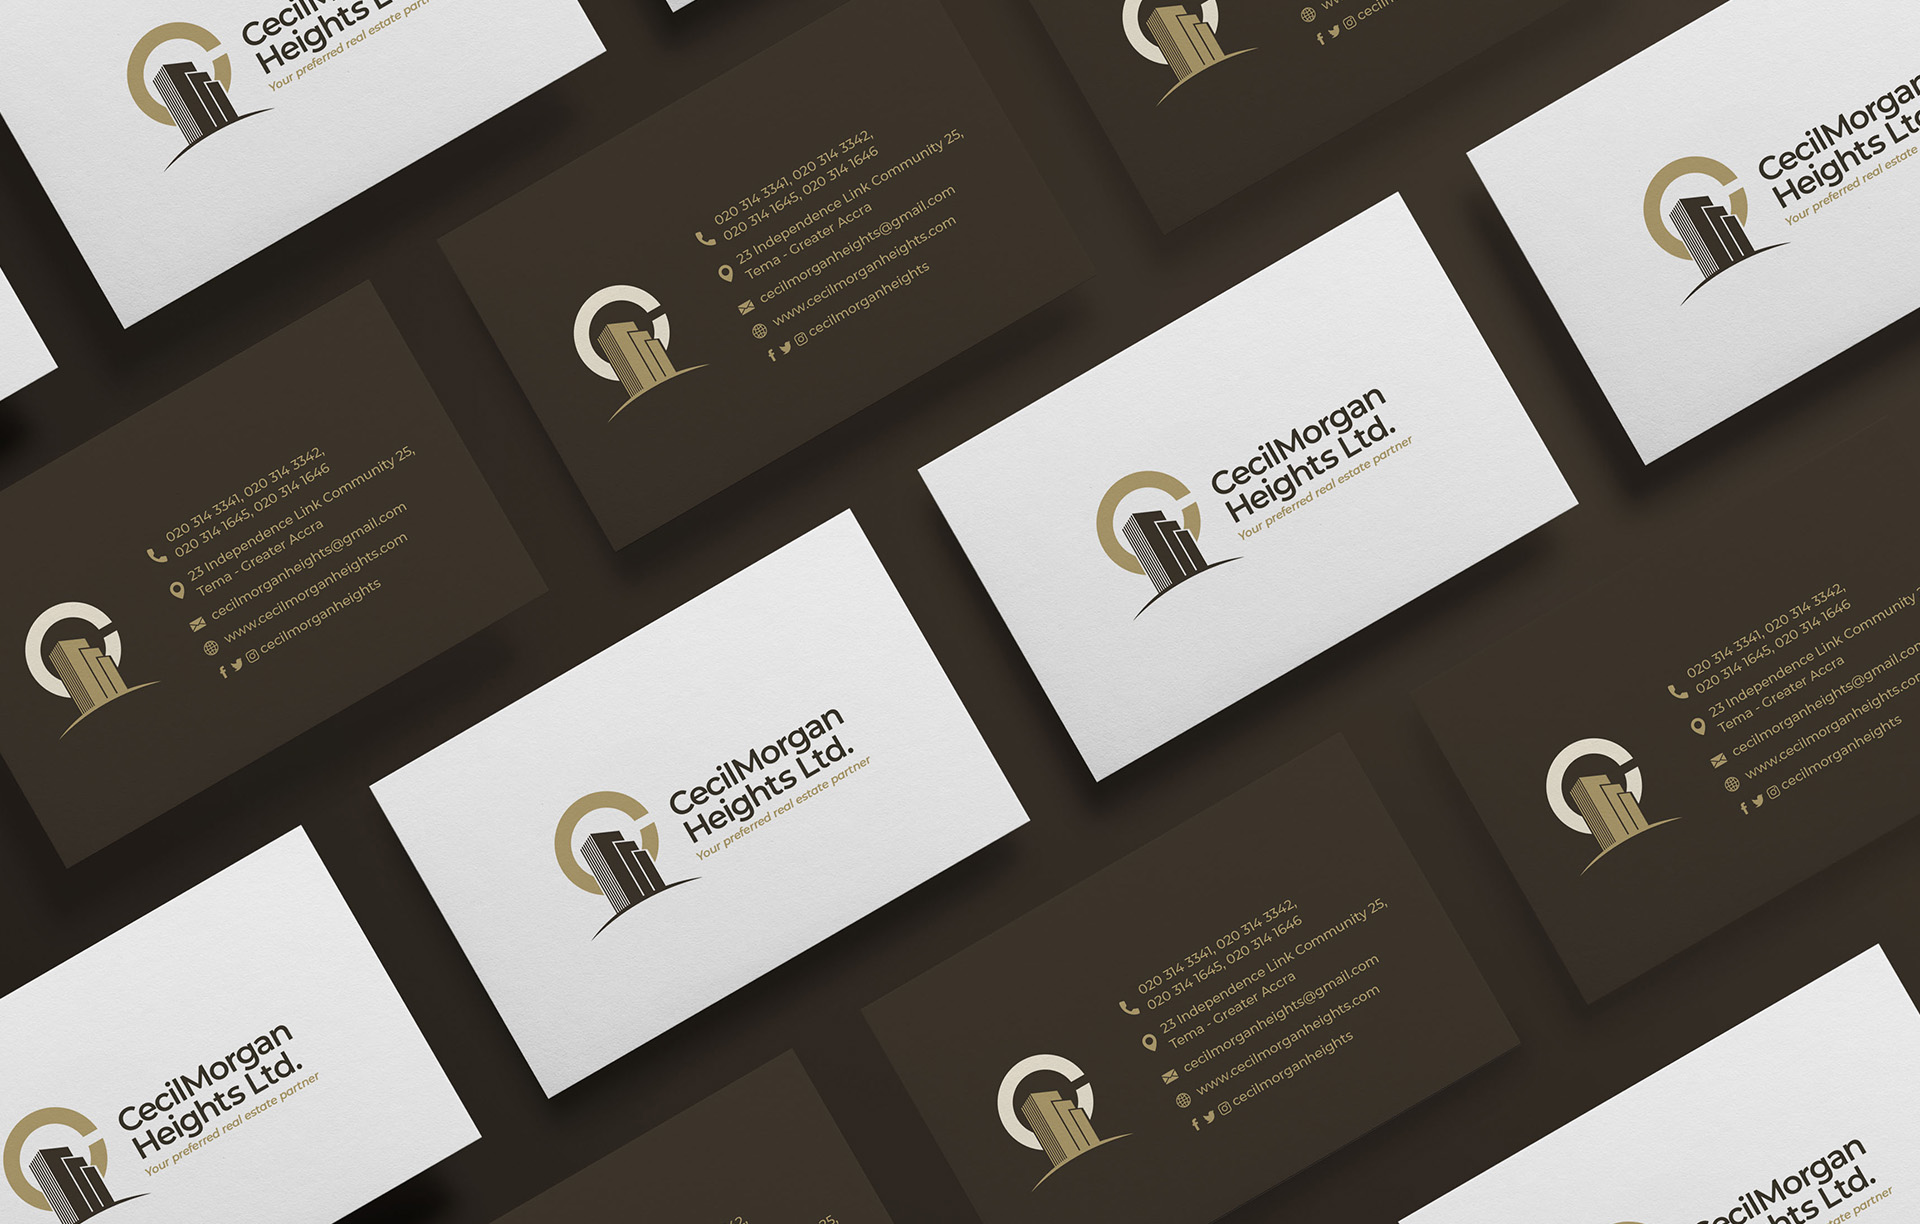 CecilMorgan
Heights L
Your preferred real estate part
020 314 3341, 020 314 3342,
020 314 1645, 020 314 1646
23 Independence Link Community 25,
Tema - Greater Accra
cecilmorganheights@gmail.com
www.cecilmorganheights.com
cecilmorganheights
CecilMorgan
Heights Ltd.
Your preferred real estate
020 314 3341, 020 314 3342,
020 314 1645, 020 314 1646
23 Independence Link Community 25,
Tema - Greater Accra
cecilmorganheights@gmail.com
www.cecilmorganheights.com
cecilmorganheights
CecilMorgan
Heights Ltd.
Your preferred real estate partner
CecilMorgan
Heights Ltd.
Your preferred real estate partner
020 314 3341, 020 314 3342,
020 314 1645, 020 314 1646
23 Independence Link Community
Tema - Greater Accra
cecilmorganheights@gmail.com
www.cecilmorganheights.com
cecilmorganheights
CecilMorgan
Heights Ltd.
Your preferred real estate partner
020 314 3341, 020 314 3342,
020 314 1645, 020 314 1646
23 Independence Link Community 25,
Tema - Greater Accra
cecilmorganheights@gmail.com
www.cecilmorganheights.com
cecilmorganheights
CecilMorgan
ghts Ltd.
estate partner